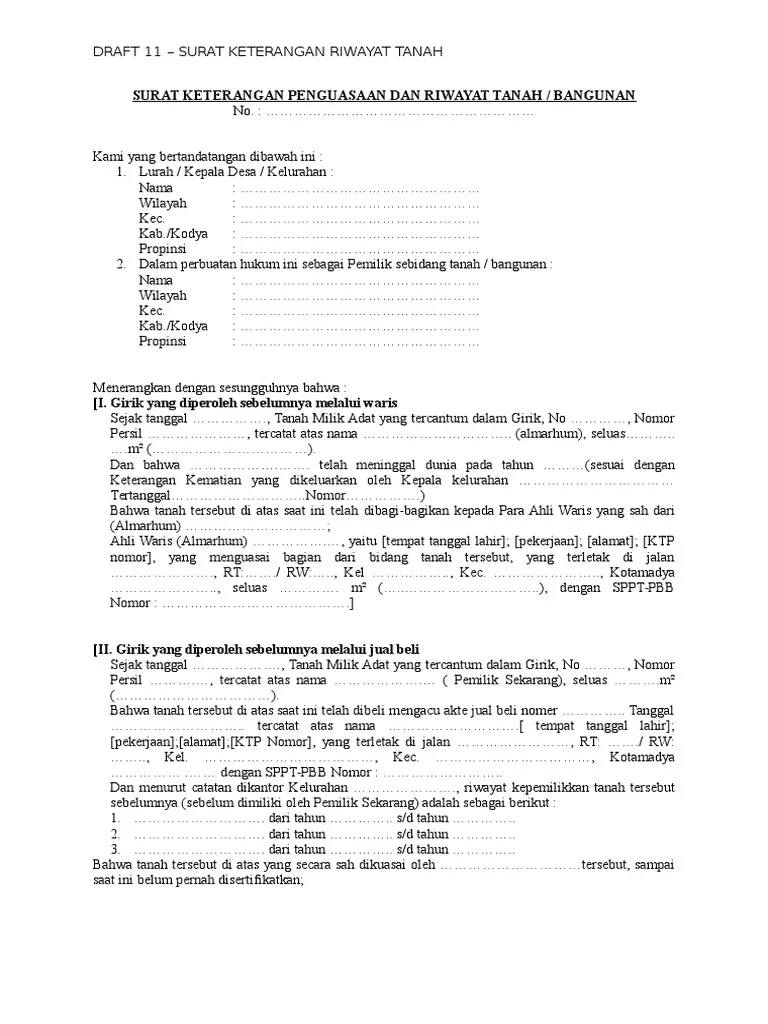 DRAFT 11 – SURAT KETERANGAN RIWAYAT TANAH
SURAT KETERANGAN PENGUASAAN DAN RIWAYAT TANAH / BANGUNAN
No. : …………………………………………………
Kami yang bertandatangan dibawah ini :
1. Lurah / Kepala Desa / Kelurahan :
Nama : ……………………………………………
Wilayah : ……………………………………………
Kec. : ……………………………………………
Kab./Kodya : ……………………………………………
Propinsi : ……………………………………………
2. Dalam perbuatan hukum ini sebagai Pemilik sebidang tanah / bangunan :
Nama : ……………………………………………
Wilayah : ……………………………………………
Kec. : ……………………………………………
Kab./Kodya : ……………………………………………
Propinsi : ……………………………………………
Menerangkan dengan sesungguhnya bahwa :
[I. Girik yang diperoleh sebelumnya melalui waris
Sejak tanggal ……………., Tanah Milik Adat yang tercantum dalam Girik, No …………, Nomor
Persil …………………, tercatat atas nama ………………………….. (almarhum), seluas………..
….m² (……………………………).
Dan bahwa ……………………. telah meninggal dunia pada tahun ………(sesuai dengan
Keterangan Kematian yang dikeluarkan oleh Kepala kelurahan ……………………………
Tertanggal………………………..Nomor…………….)
Bahwa tanah tersebut di atas saat ini telah dibagi-bagikan kepada Para Ahli Waris yang sah dari
(Almarhum) …………………………;
Ahli Waris (Almarhum) ………………., yaitu [tempat tanggal lahir]; [pekerjaan]; [alamat]; [KTP
nomor], yang menguasai bagian dari bidang tanah tersebut, yang terletak di jalan
…………………., RT:……./ RW:….., Kel …………….., Kec. ………………….., Kotamadya
………………….., seluas …………. m² (…………………………..), dengan SPPT-PBB
Nomor : ………………………………….]
[II. Girik yang diperoleh sebelumnya melalui jual beli
Sejak tanggal ………………., Tanah Milik Adat yang tercantum dalam Girik, No ………, Nomor
Persil …………., tercatat atas nama ………………….. ( Pemilik Sekarang), seluas ……….m²
(……………………………).
Bahwa tanah tersebut di atas saat ini telah dibeli mengacu akte jual beli nomer ………….. Tanggal
……………………….. tercatat atas nama ……………………….[ tempat tanggal lahir];
[pekerjaan];[alamat];[KTP Nomor], yang terletak di jalan ……………………, RT: ……./ RW:
…….., Kel. ………………………………, Kec. ……………………………, Kotamadya
…………… .…… dengan SPPT-PBB Nomor : ……………………..
Dan menurut catatan dikantor Kelurahan …………………., riwayat kepemilikkan tanah tersebut
sebelumnya (sebelum dimiliki oleh Pemilik Sekarang) adalah sebagai berikut :
1. ………………………. dari tahun ………….. s/d tahun …………..
2. ………………………. dari tahun ………….. s/d tahun …………..
3. ………………………. dari tahun ………….. s/d tahun …………..
Bahwa tanah tersebut di atas yang secara sah dikuasai oleh …………………………tersebut, sampai
saat ini belum pernah disertifikatkan;